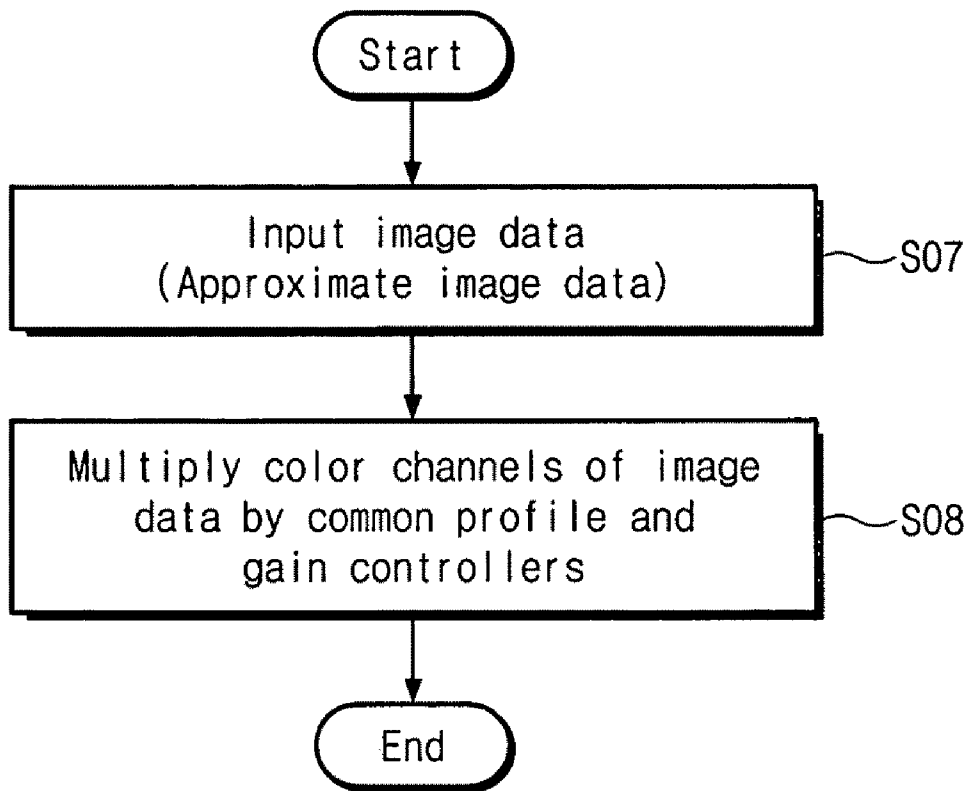 Start
Input image data
(Approximate image data)
S07
Multiply color channels of image
data by common profile and
gain controllers
S08
End